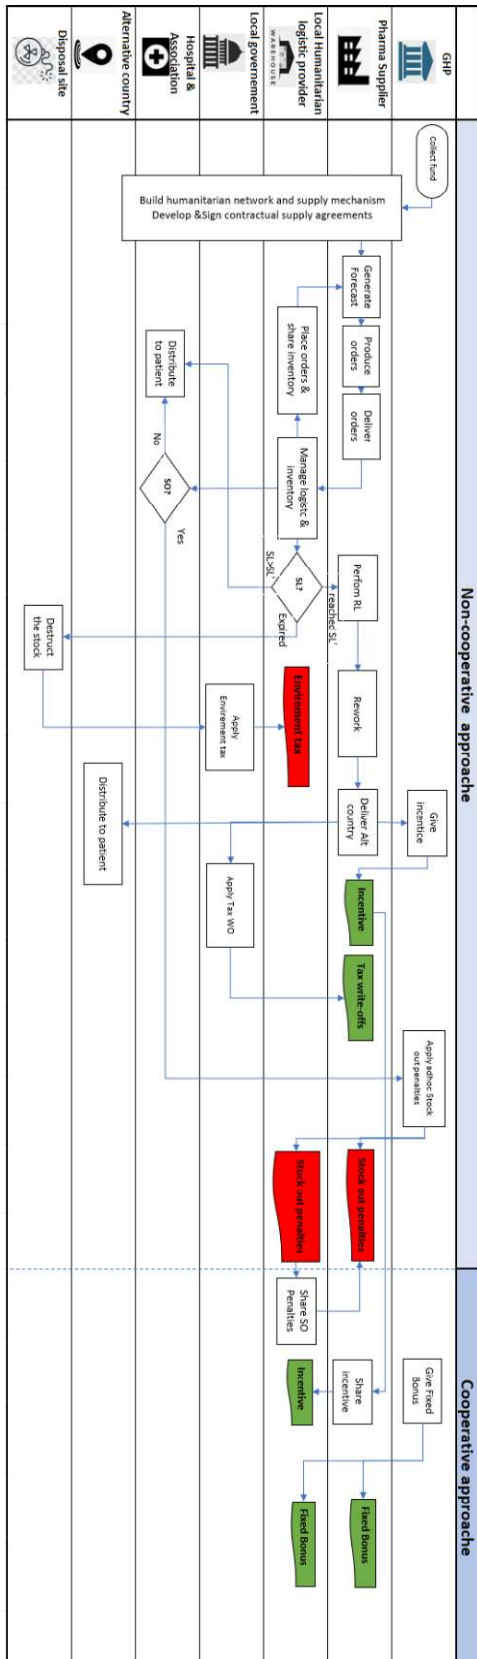 Non-cooperative approache
Cooperative approache
GHP
Pharma Supplier
Local Humanitarian
logistic provider
WAREHOUSE
Local governement
Hospital &
Association
Alternative country
Disposal site
Collect fund
Build humanitarian network and supply mechanism
Develop &Sign contractual supply agreements
Generate
Forecast
Produce
orders
Deliver
orders
Place orders &
share inventory
Manage logistc &
inventory
Distribute
to patient
No
SO?
Yes
SL?
SL>SL'
reached SL'
Expired
Perfom RL
Rework
Deliver Alt
country
Destruct
the stock
Apply
Envirement tax
Envirement tax
Distribute to
patient
Give
incentice
Incentive
Apply Tax WO
Tax write-offs
Apply adhoc Stock
out penalties
Stock out penalties
Stock out penalties
Share SO
Penalties
Share
incentive
Incentive
Give Fixed
Bonus
Fixed Bonus
Fixed Bonus